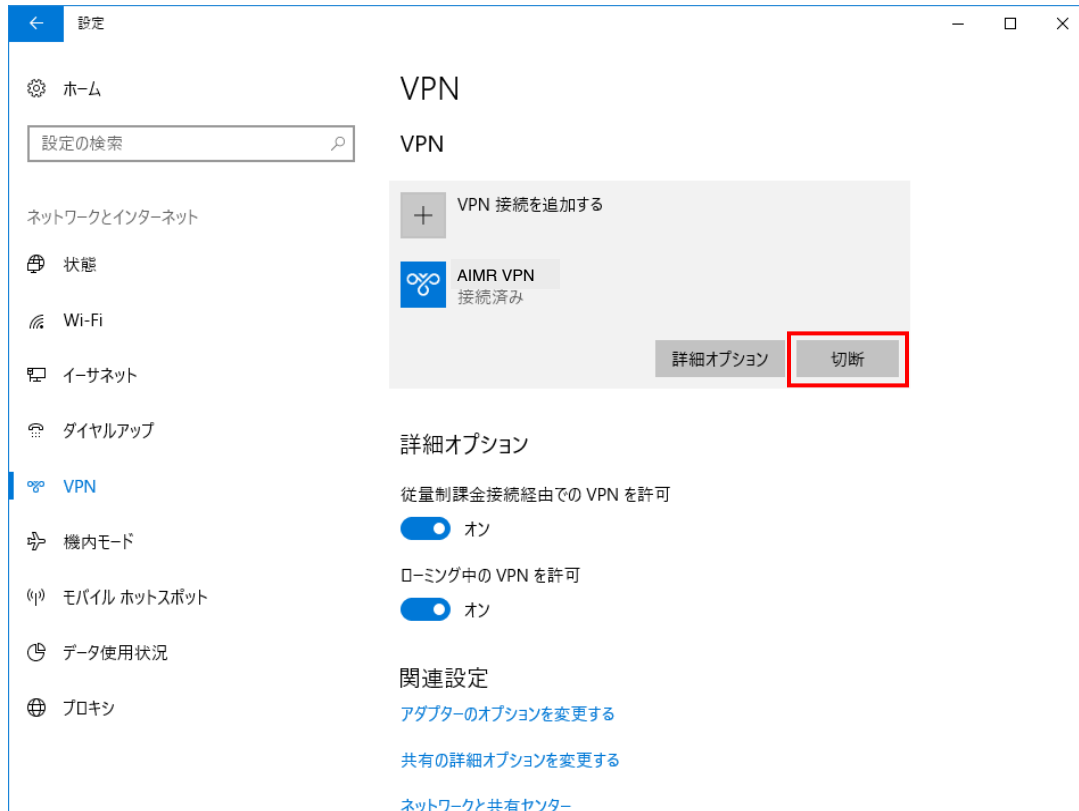 設定
ホーム
設定の検索
ネットワークとインターネット
状態
Wi-Fi
イーサネット
ダイヤルアップ
VPN
機内モード
モバイル ホットスポット
データ使用状況
プロキシ
VPN
VPN
VPN 接続を追加する
AIMR VPN
接続済み
詳細オプション
切断
詳細オプション
従量制課金接続経由での VPN を許可
オン
ローミング中の VPN を許可
オン
関連設定
アダプターのオプションを変更する
共有の詳細オプションを変更する
ネットワークと共有センター